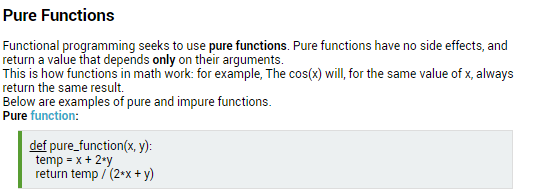 Pure Functions
Functional programming seeks to use pure functions. Pure functions have no side effects, and
return a value that depends only on their arguments.
This is how functions in math work: for example, The cos(x) will, for the same value of x, always
return the same result.
Below are examples of pure and impure functions.
Pure function:
def pure_function(x, y):
temp = x + 2*y
return temp / (2*x + y)